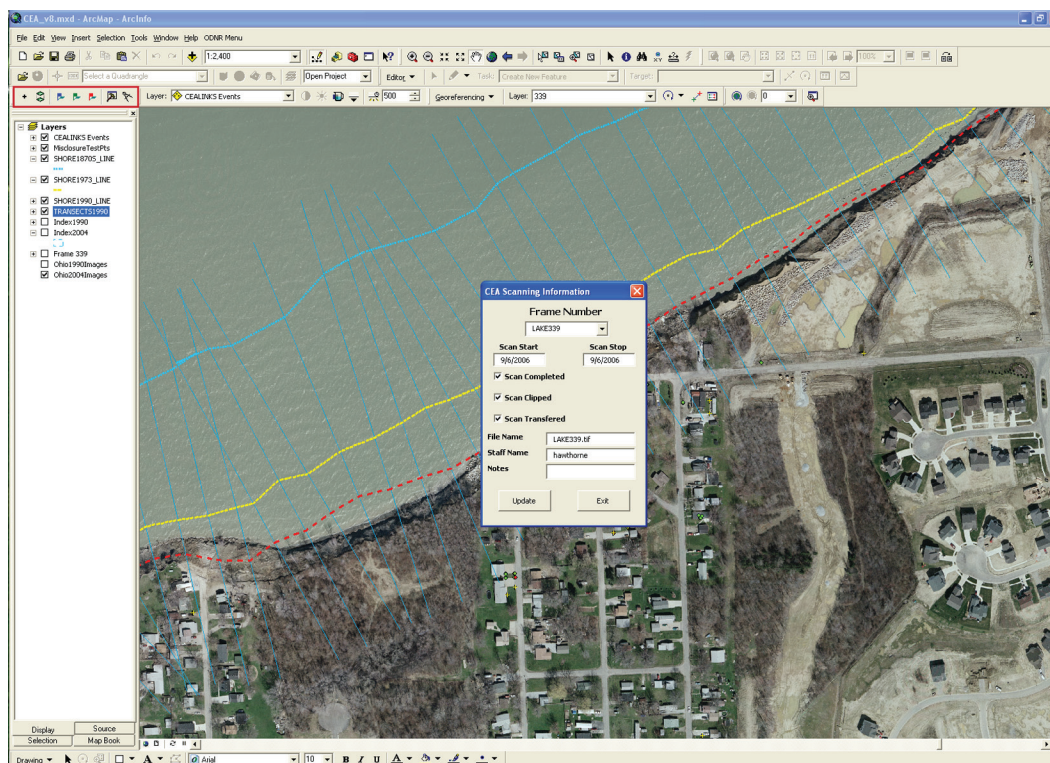 CEA_v8.mxd - ArcMap - ArcInfo
File Edit View Insert Selection Tools Window Help ODNR Menu
1:2,400
100%
Select a Quadrangle
Open Project
Editor
Task: Create New Feature
Target:
Layer: CEALINKS Events
500
Georeferencing
Layer: 339
0
Layers
CEALINKS Events
MisclosureTestPts
SHORE1870S_LINE
SHORE1973_LINE
SHORE1990_LINE
TRANSECTS1990
Index1990
Index2004
Frame 339
Ohio1990Images
Ohio2004Images
CEA Scanning Information
Frame Number
LAKE339
Scan Start Scan Stop
9/6/2006 9/6/2006
Scan Completed
Scan Clipped
Scan Transfered
File Name LAKE339.tif
Staff Name hawthorne
Notes
Update Exit
Display Source
Selection Map Book
Drawing A Arial 10 B I U A